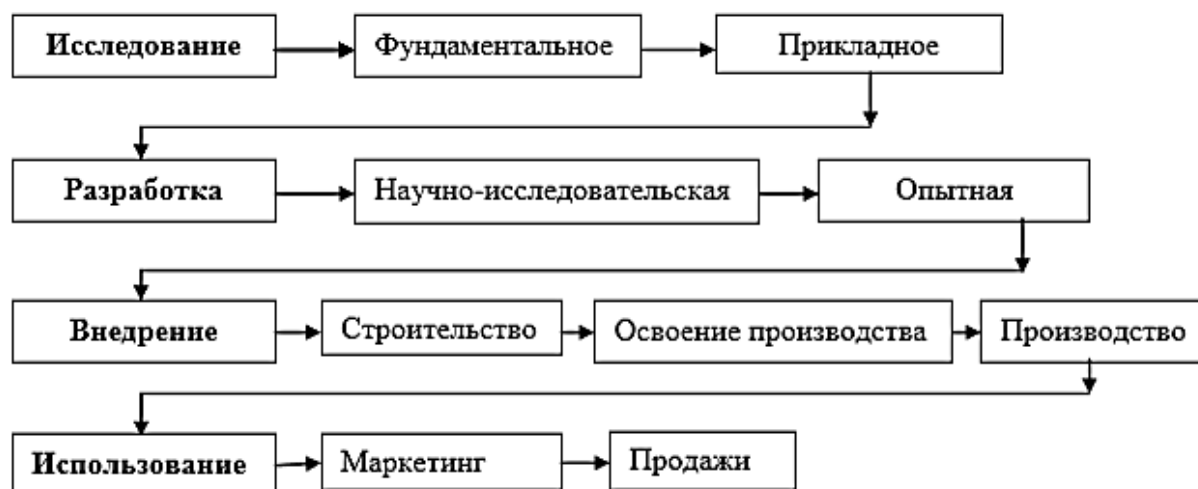 Исследование
Фундаментальное
Прикладное
Разработка
Научно-исследовательская
Опытная
Внедрение
Строительство
Освоение производства
Производство
Использование
Маркетинг
Продажи